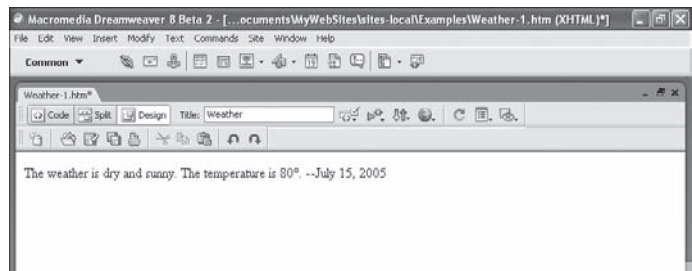 Macromedia Dreamweaver 8 Beta 2 - [...ocuments\MyWebSites\sites-local\Examples\Weather-1.htm (XHTML)*]
File Edit View Insert Modify Text Commands Site Window Help
Common
Weather-1.htm*
Code Split Design Title: Weather
The weather is dry and sunny. The temperature is 80°. --July 15, 2005